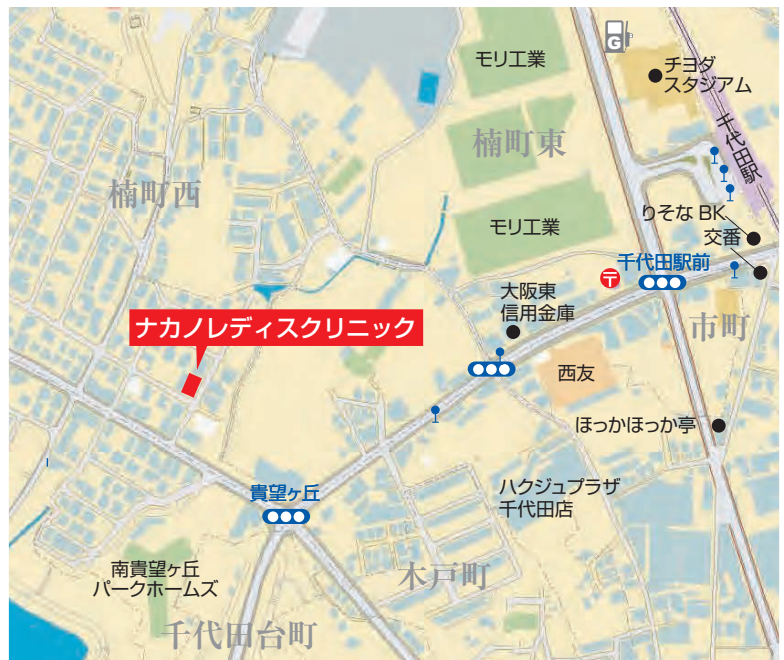 モリ工業
G
チヨダ
スタジアム
千代田駅
楠町東
楠町西
りそな BK
交番
モリ工業
千代田駅前
〒
大阪東
信用金庫
市町
ナカノレディスクリニック
西友
ほっかほっか亭
ハクジュプラザ
千代田店
貴望ヶ丘
南貴望ヶ丘
パークホームズ
木戸町
千代田台町